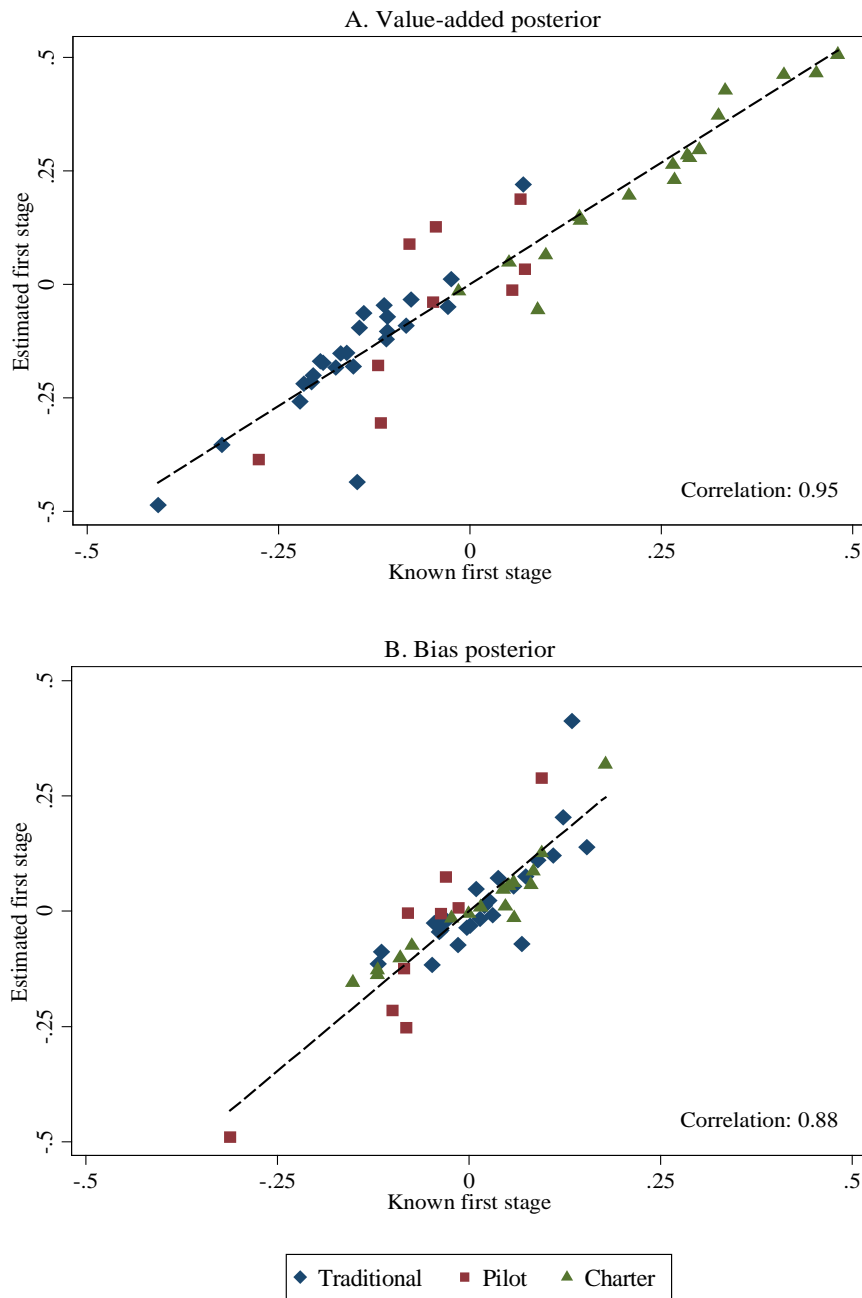 A. Value-added posterior
Estimated first stage
.5
.25
0
-.25
-.5
Correlation: 0.95
-.5 -.25 0 .25 .5
Known first stage
B. Bias posterior
Estimated first stage
.5
.25
0
-.25
-.5
Correlation: 0.88
-.5 -.25 0 .25 .5
Known first stage
Traditional Pilot Charter